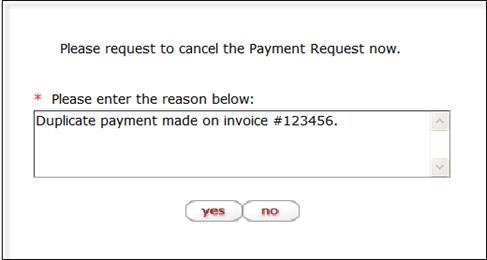 Please request to cancel the Payment Request now.
* Please enter the reason below:
Duplicate payment made on invoice #123456.
yes no